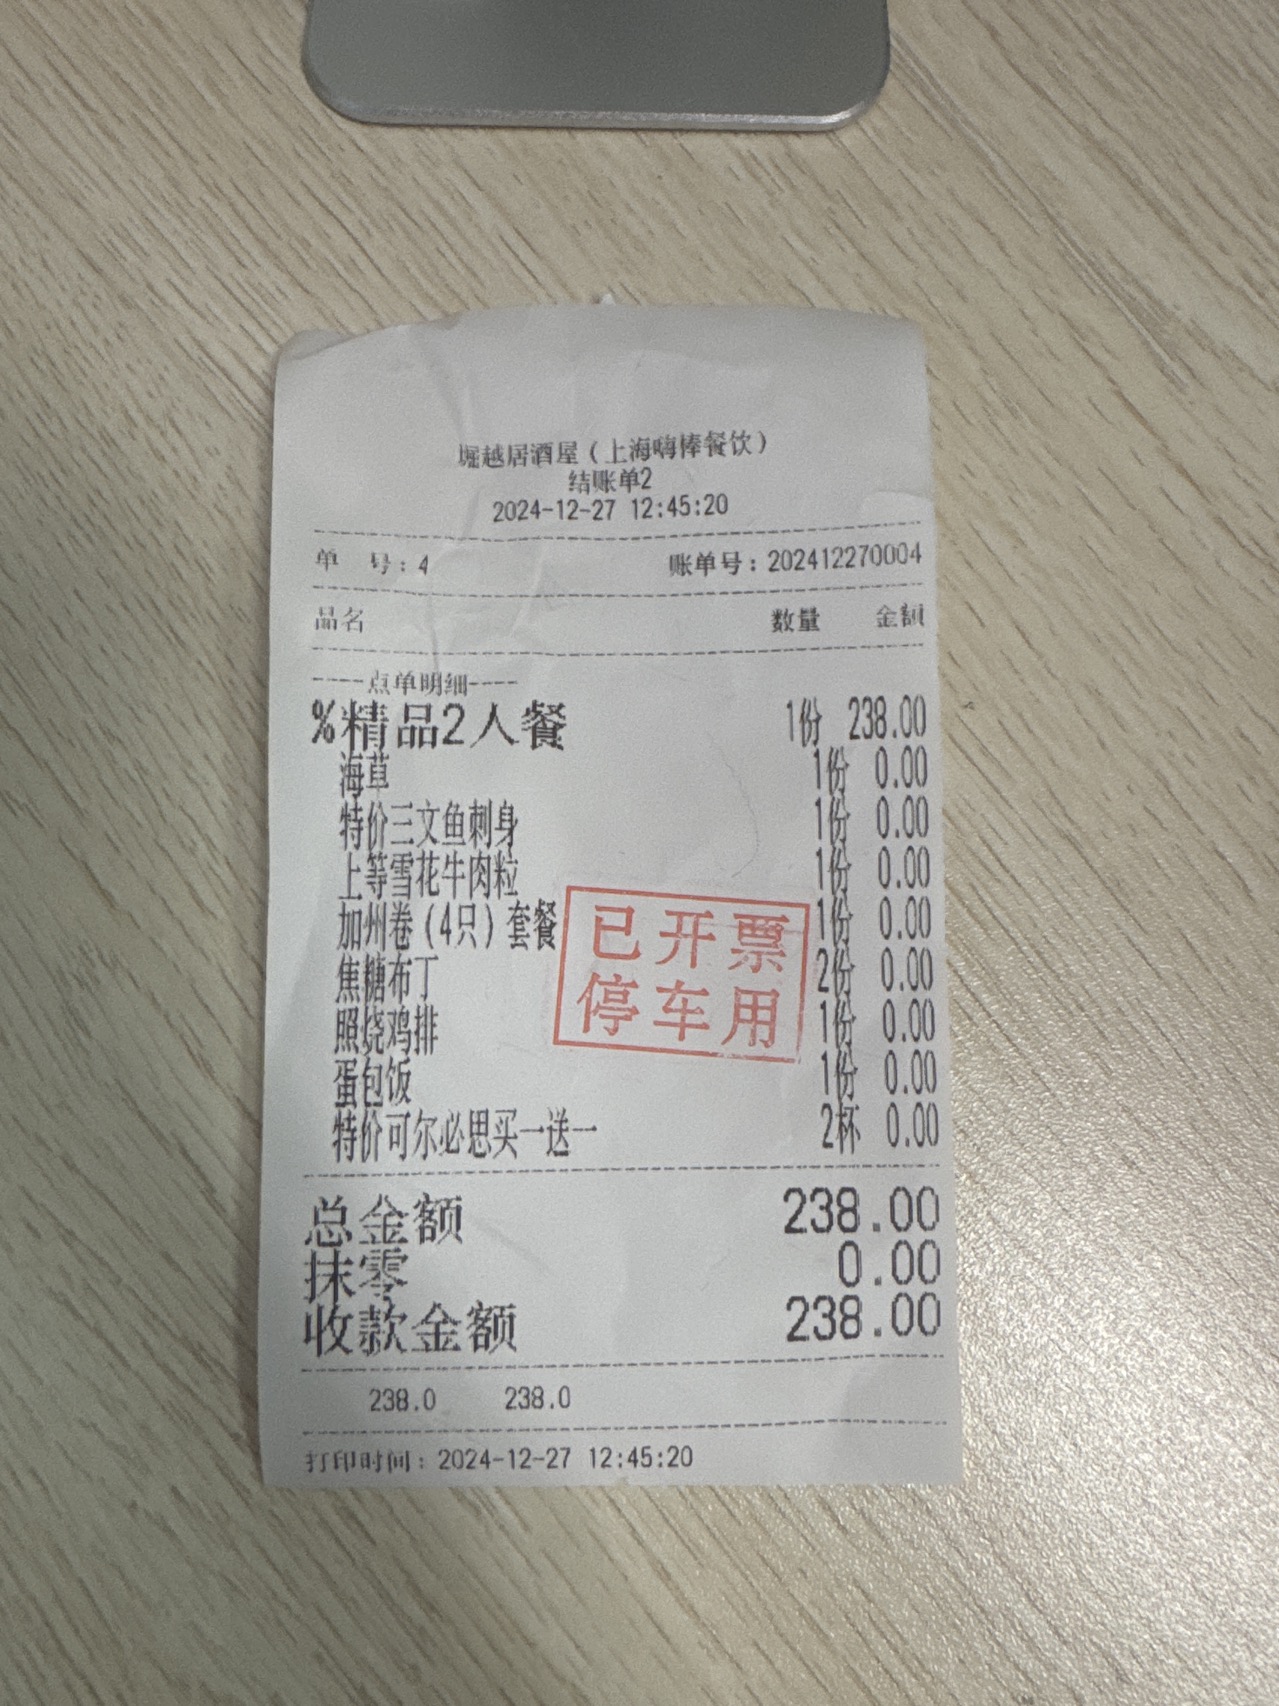 堀越居酒屋（上海嗨棒餐饮）
结账单2
2024-12-27 12:45:20
单 号：4 账单号：202412270004
品名 数量 金额
----点单明细----
%精品2人餐 1份 238.00
海草 1份 0.00
特价三文鱼刺身 1份 0.00
上等雪花牛肉粒 1份 0.00
加州卷（4只）套餐 1份 0.00
焦糖布丁 2份 0.00
照烧鸡排 1份 0.00
蛋包饭 1份 0.00
特价可尔必思买一送一 2杯 0.00
已开票
停车用
总金额 238.00
抹零 0.00
收款金额 238.00
238.0 238.0
打印时间：2024-12-27 12:45:20